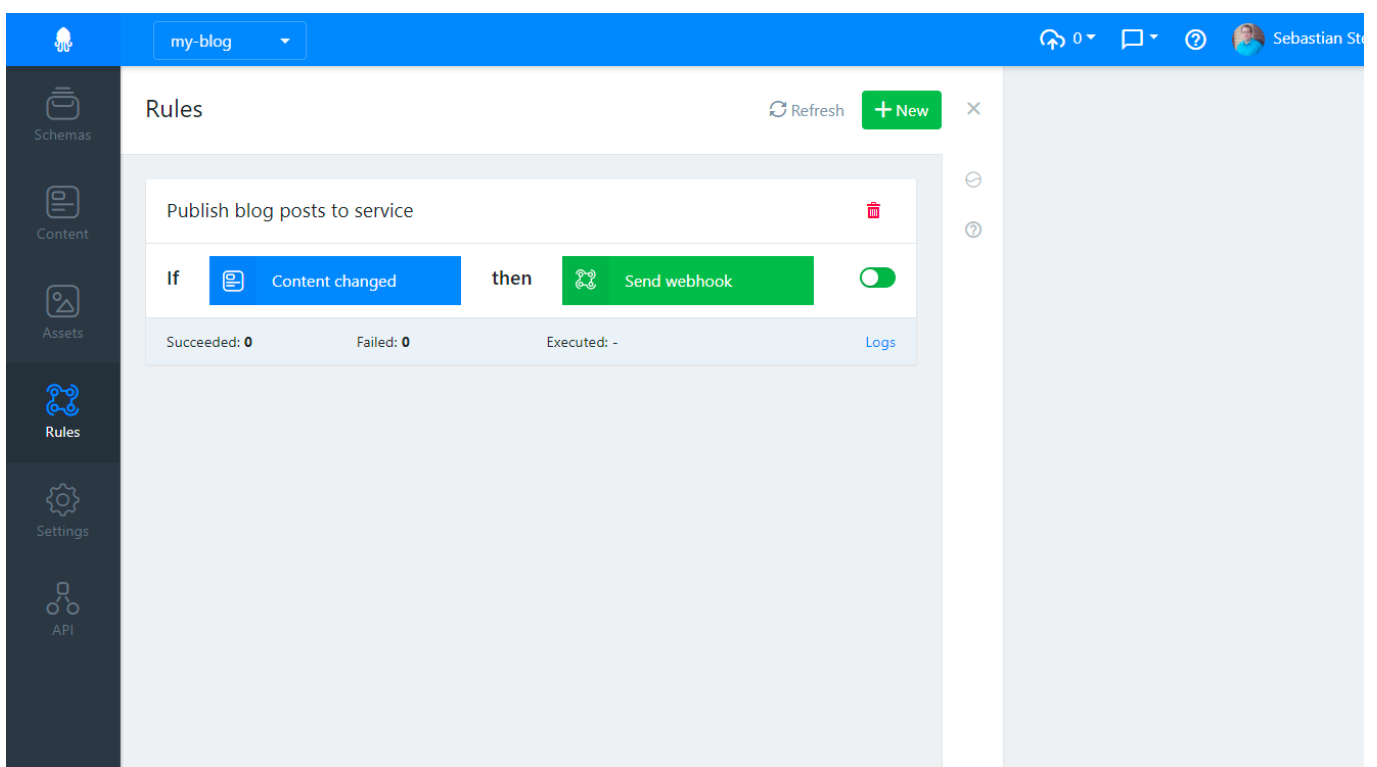 my-blog
0
Sebastian Ste
Schemas
Content
Assets
Rules
Settings
API
Rules
Refresh
New
Publish blog posts to service
If Content changed then Send webhook
Succeeded: 0 Failed: 0 Executed: - Logs